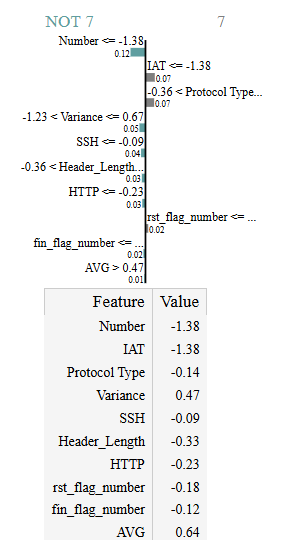 NOT 7 7
Number <= -1.38
0.12
IAT <= -1.38
0.07
-0.36 < Protocol Type...
0.07
-1.23 < Variance <= 0.67
0.05
SSH <= -0.09
0.04
-0.36 < Header_Length...
0.03
HTTP <= -0.23
0.03
rst_flag_number <= ...
0.02
fin_flag_number <= ...
0.02
AVG > 0.47
0.01
Feature Value
Number -1.38
IAT -1.38
Protocol Type -0.14
Variance 0.47
SSH -0.09
Header_Length -0.33
HTTP -0.23
rst_flag_number -0.18
fin_flag_number -0.12
AVG 0.64